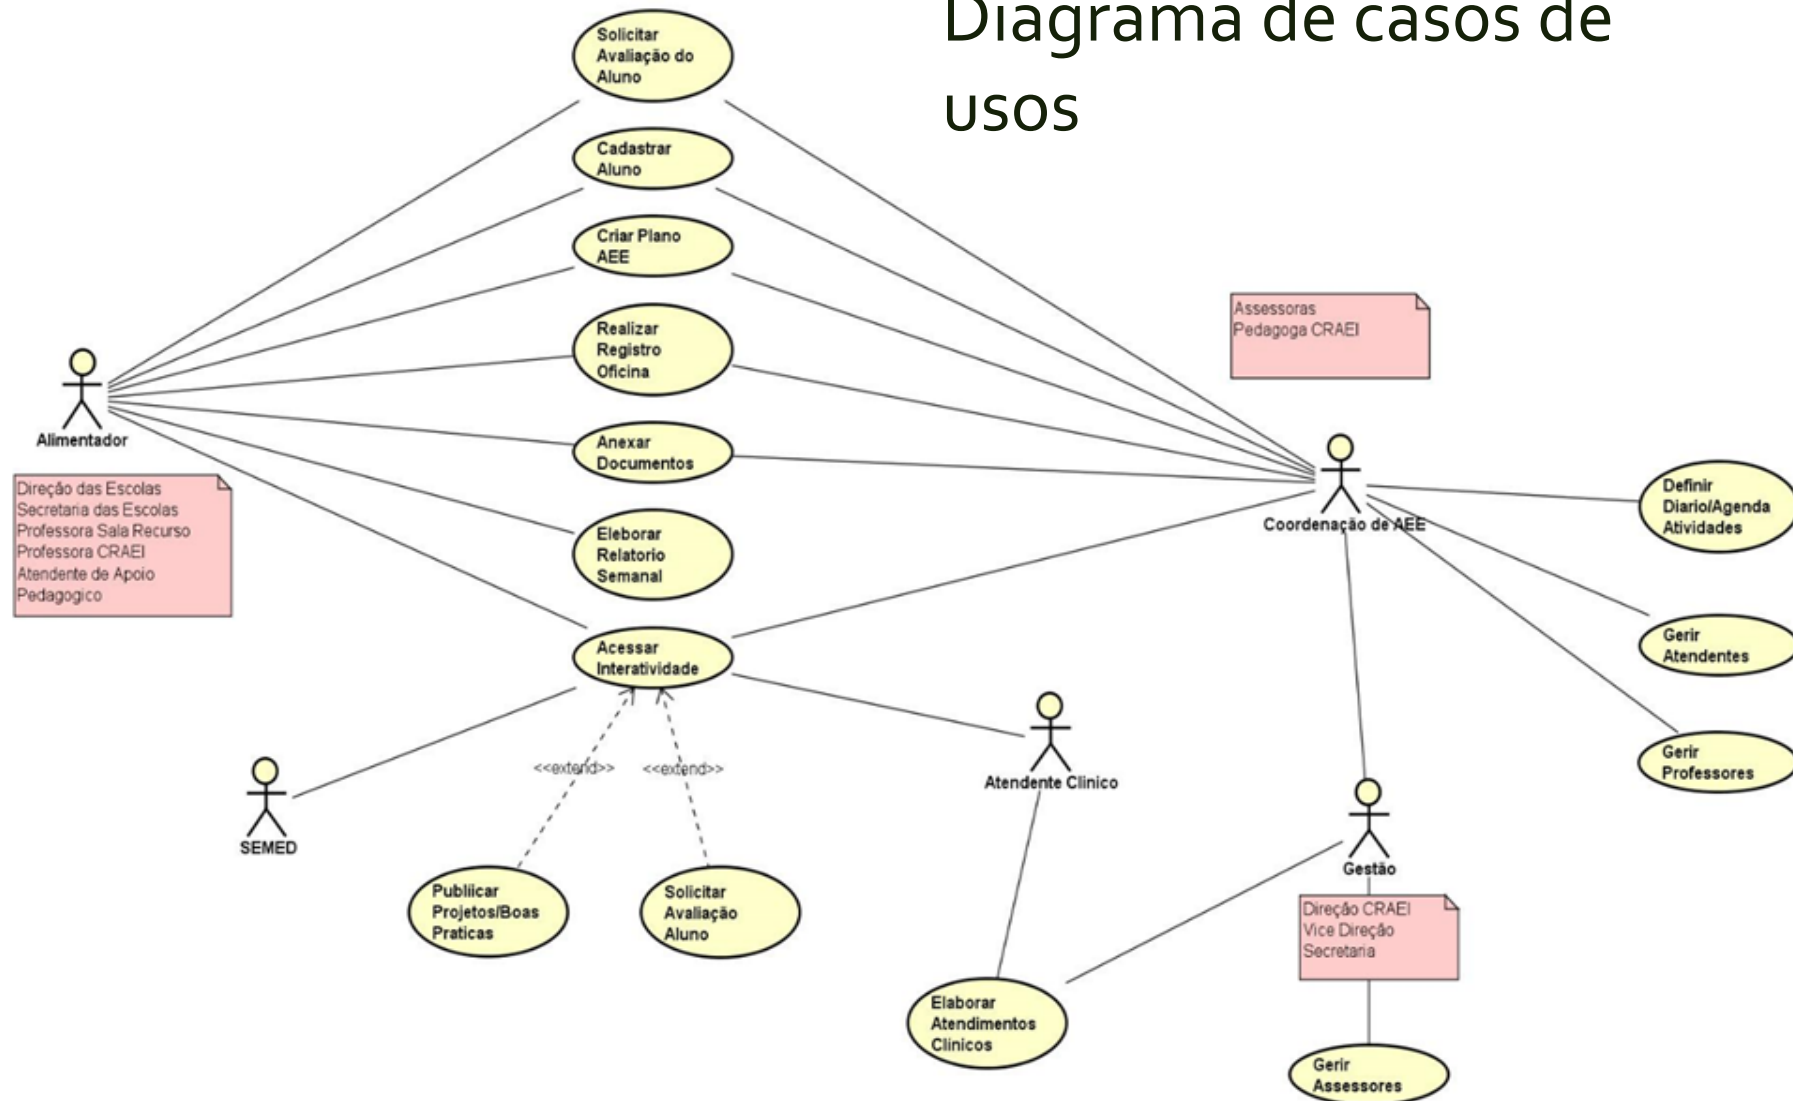 Diagrama de casos de
usos
Solicitar
Avaliação do
Aluno
Cadastrar
Aluno
Criar Plano
AEE
Realizar
Registro
Oficina
Anexar
Documentos
Eleborar
Relatorio
Semanal
Acessar
Interatividade
Alimentador
Direção das Escolas
Secretaria das Escolas
Professora Sala Recurso
Professora CRAEI
Atendente de Apoio
Pedagogico
Assessoras
Pedagoga CRAEI
Coordenação de AEE
Definir
Diario/Agenda
Atividades
Gerir
Atendentes
Gerir
Professores
<<extend>>
<<extend>>
SEMED
Publiicar
Projetos/Boas
Praticas
Solicitar
Avaliação
Aluno
Atendente Clinico
Gestão
Direção CRAEI
Vice Direção
Secretaria
Elaborar
Atendimentos
Clinicos
Gerir
Assessores